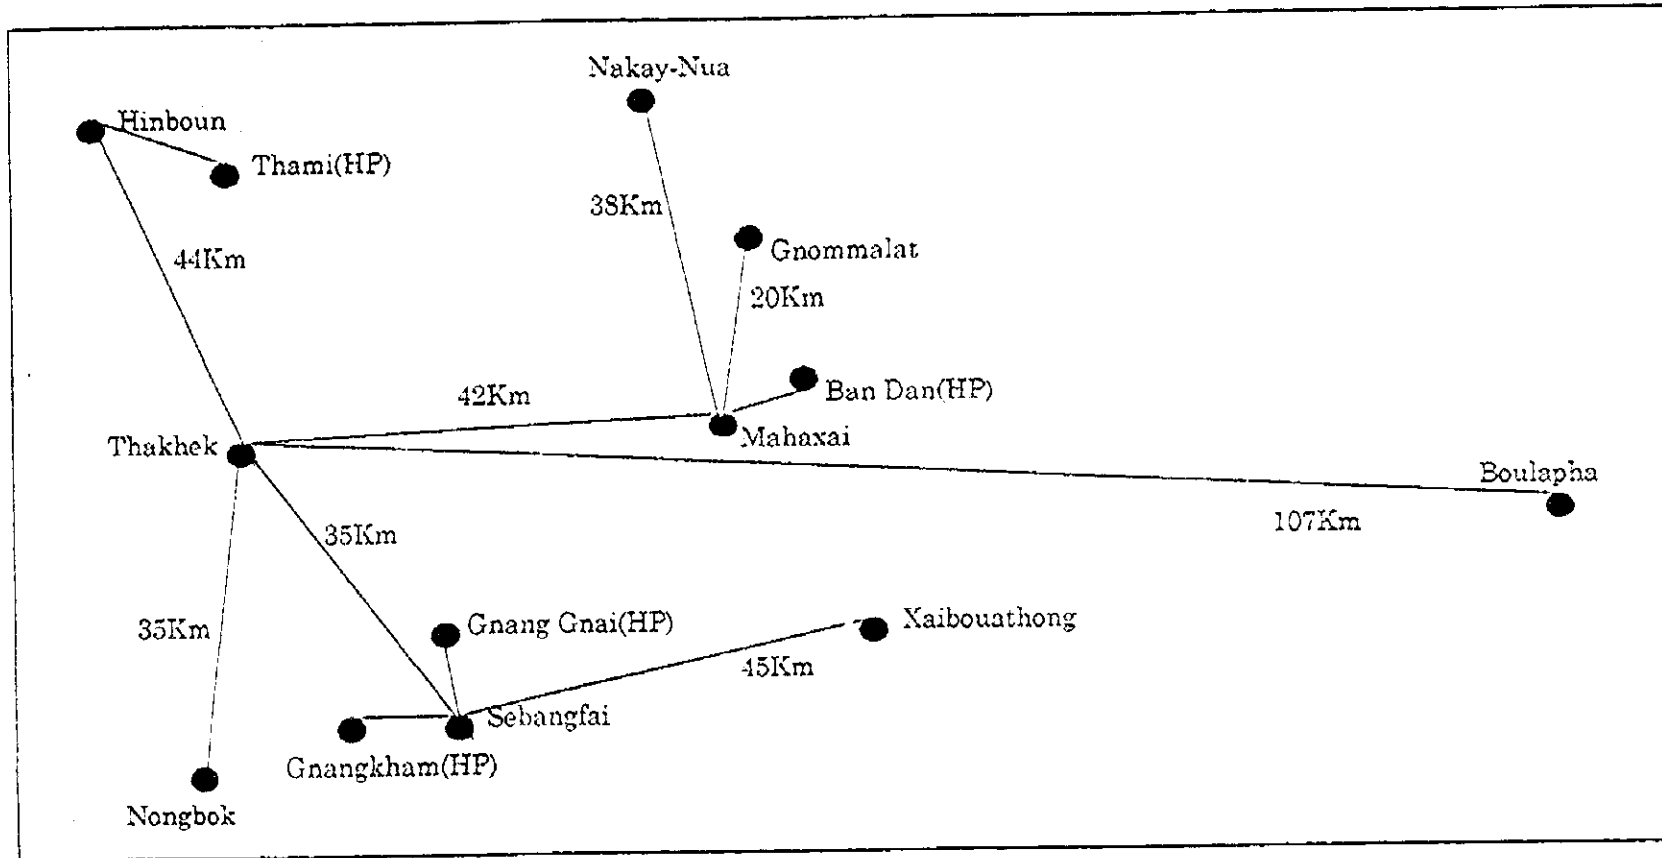 Nakay-Nua
Hinboun
Thami(HP)
38Km
Gnommalat
44Km
20Km
42Km
Ban Dan(HP)
Thakhek
Mahaxai
Boulapha
107Km
35Km
35Km
Gnang Gnai(HP)
Xaibouathong
45Km
Sebangfai
Gnangkham(HP)
Nongbok